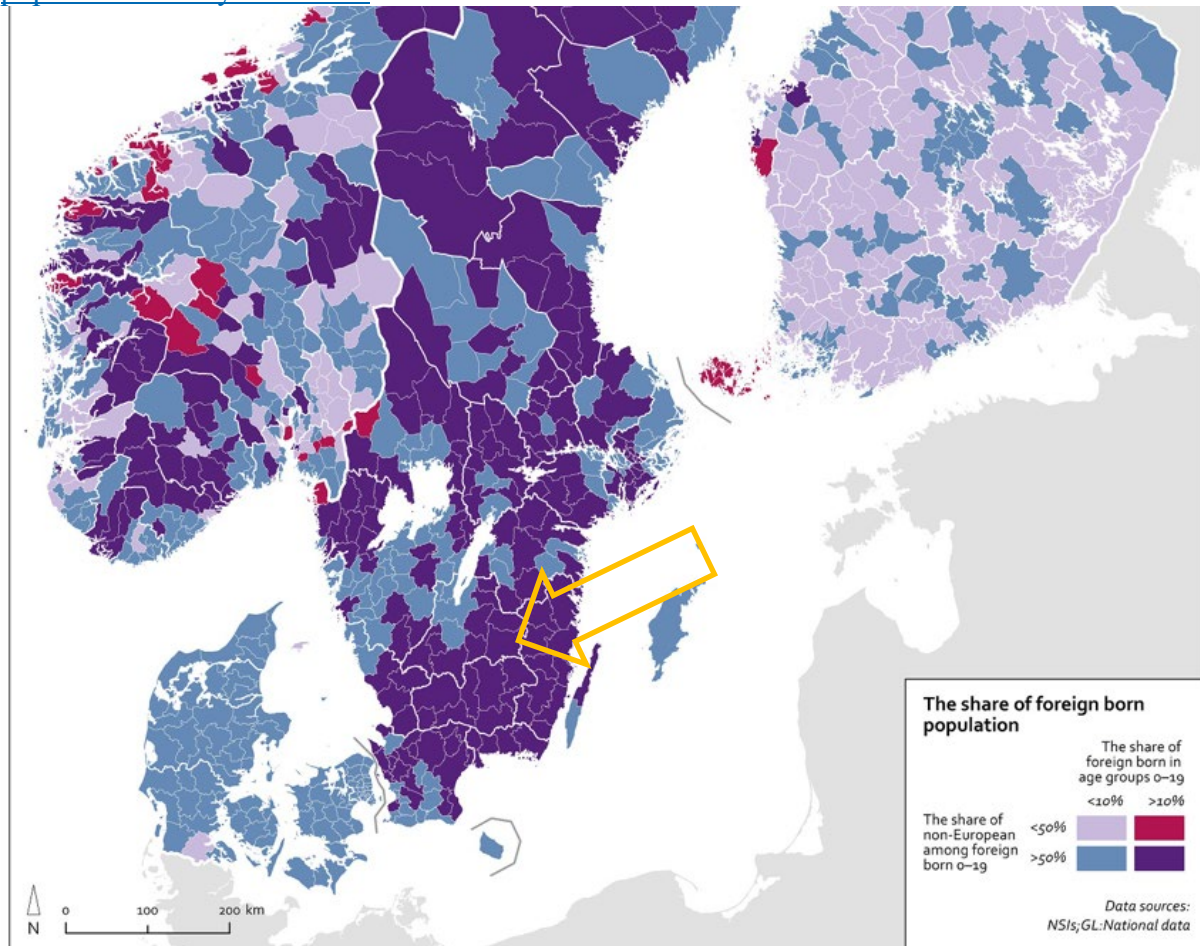 The share of foreign born
population
The share of
foreign born in
age groups 0–19
<10% >10%
The share of
non-European
among foreign
born 0–19
<50%
>50%
Data sources:
NSIs;GL:National data
0 100 200 km
N